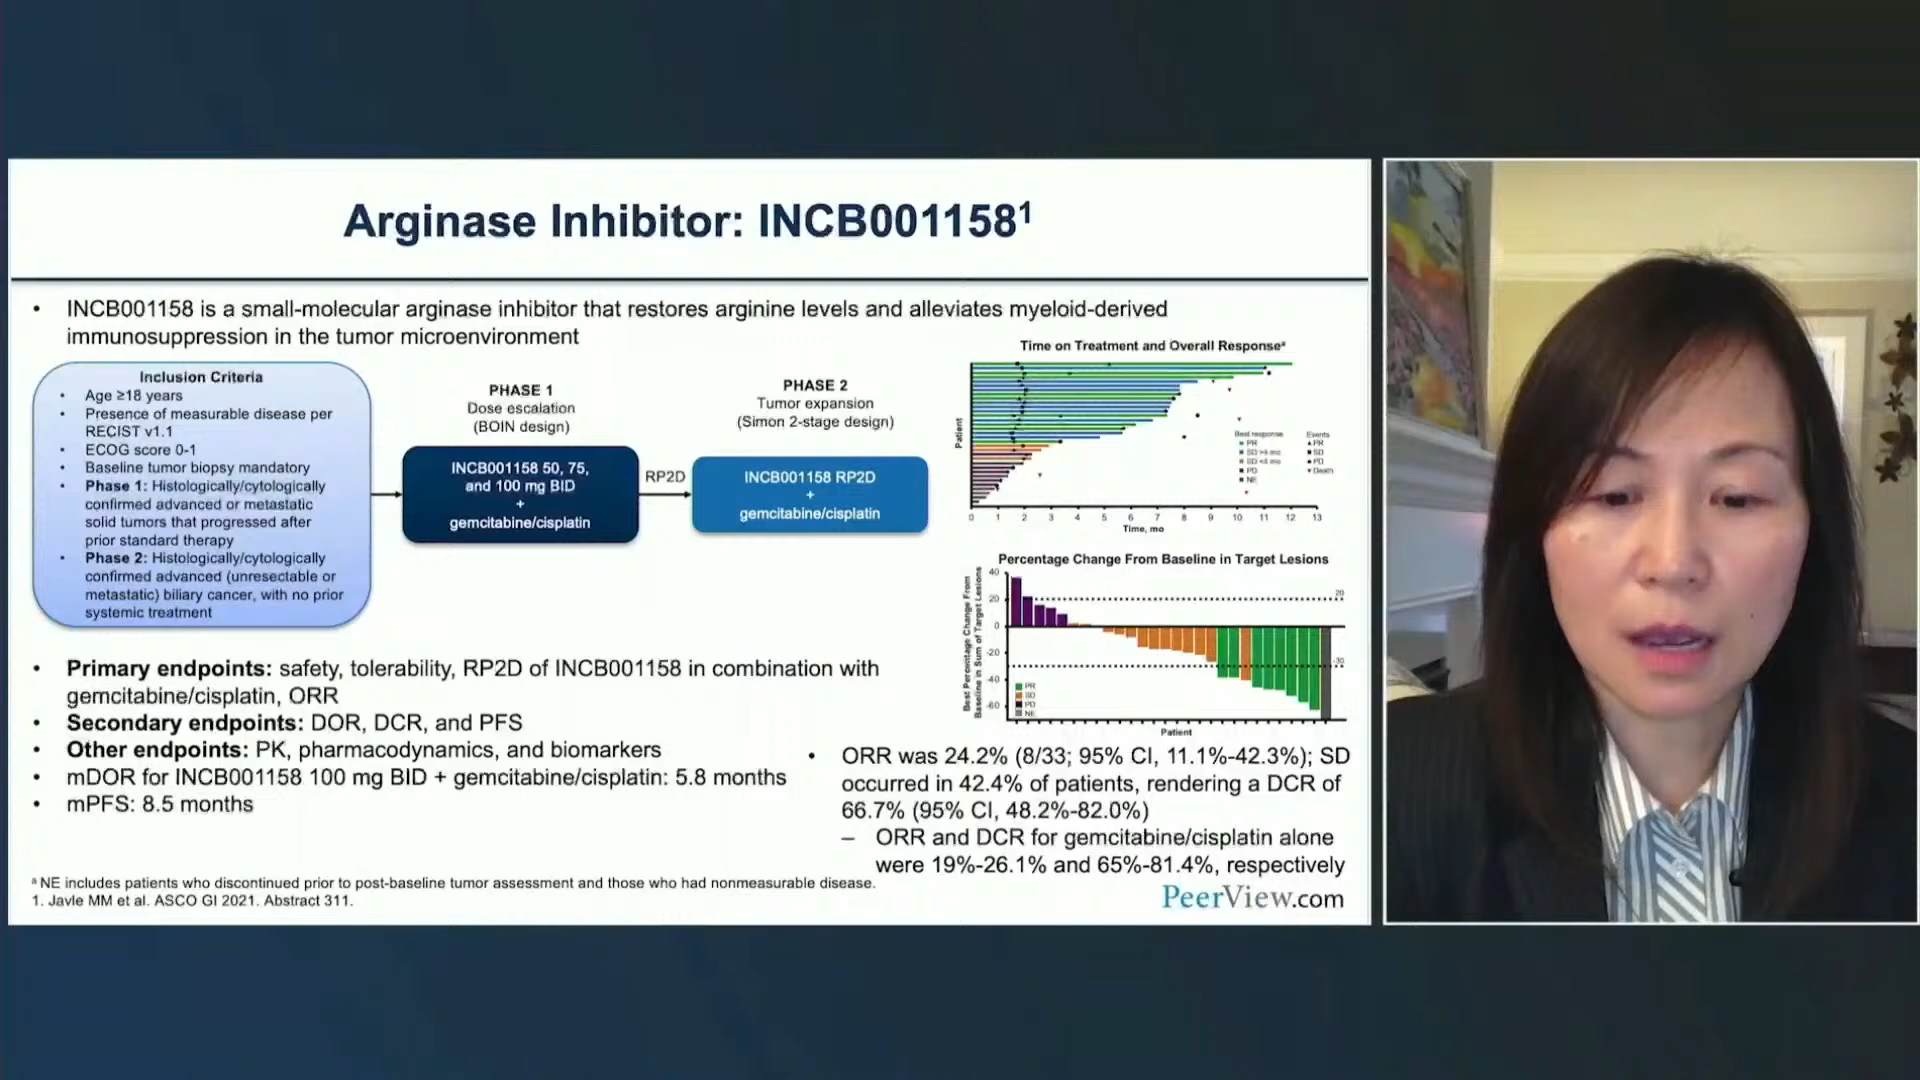 Arginase Inhibitor: INCB001158¹
• INCB001158 is a small-molecular arginase inhibitor that restores arginine levels and alleviates myeloid-derived
immunosuppression in the tumor microenvironment
Inclusion Criteria
• Age ≥18 years
• Presence of measurable disease per
RECIST v1.1
• ECOG score 0-1
• Baseline tumor biopsy mandatory
• Phase 1: Histologically/cytologically
confirmed advanced or metastatic
solid tumors that progressed after
prior standard therapy
• Phase 2: Histologically/cytologically
confirmed advanced (unresectable or
metastatic) biliary cancer, with no prior
systemic treatment
PHASE 1
Dose escalation
(BOIN design)
INCB001158 50, 75,
and 100 mg BID
+
gemcitabine/cisplatin
RP2D
PHASE 2
Tumor expansion
(Simon 2-stage design)
INCB001158 RP2D
+
gemcitabine/cisplatin
Time on Treatment and Overall Responseᵃ
Patient
Best response
PR
SD >6 mo
SD <6 mo
PD
NE
Events
PR
SD
PD
Death
0 1 2 3 4 5 6 7 8 9 10 11 12 13
Time, mo
Percentage Change From Baseline in Target Lesions
Best Percentage Change From
Baseline in Sum of Target Lesions
40
20
0
-20
-40
-60
20
-30
PR
SD
PD
NE
Patient
• Primary endpoints: safety, tolerability, RP2D of INCB001158 in combination with
gemcitabine/cisplatin, ORR
• Secondary endpoints: DOR, DCR, and PFS
• Other endpoints: PK, pharmacodynamics, and biomarkers
• mDOR for INCB001158 100 mg BID + gemcitabine/cisplatin: 5.8 months
• mPFS: 8.5 months
• ORR was 24.2% (8/33; 95% CI, 11.1%-42.3%); SD
occurred in 42.4% of patients, rendering a DCR of
66.7% (95% CI, 48.2%-82.0%)
– ORR and DCR for gemcitabine/cisplatin alone
were 19%-26.1% and 65%-81.4%, respectively
ᵃ NE includes patients who discontinued prior to post-baseline tumor assessment and those who had nonmeasurable disease.
1. Javle MM et al. ASCO GI 2021. Abstract 311.
PeerView.com